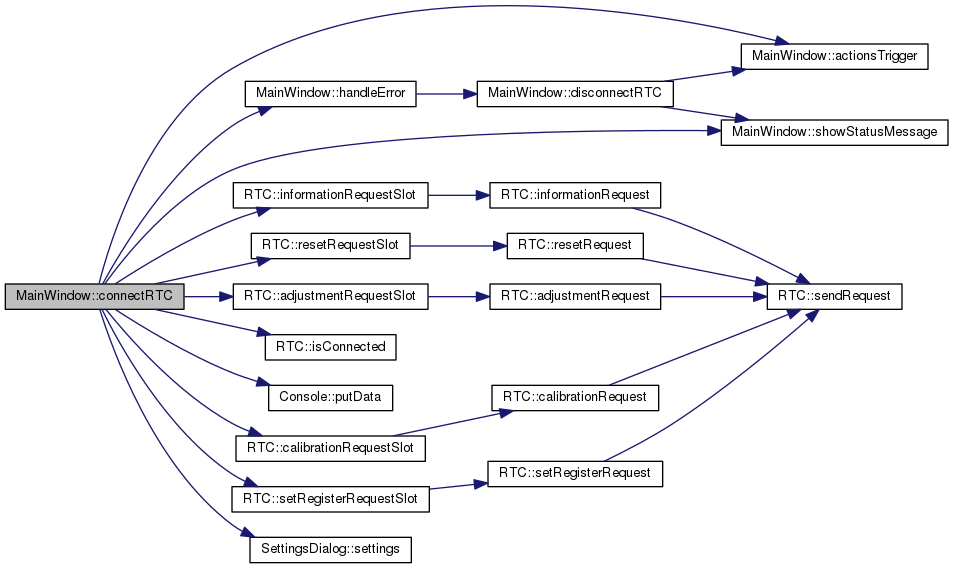 MainWindow::actionsTrigger
MainWindow::handleError
MainWindow::disconnectRTC
MainWindow::showStatusMessage
RTC::informationRequestSlot
RTC::informationRequest
RTC::resetRequestSlot
RTC::resetRequest
MainWindow::connectRTC
RTC::adjustmentRequestSlot
RTC::adjustmentRequest
RTC::sendRequest
RTC::isConnected
Console::putData
RTC::calibrationRequest
RTC::calibrationRequestSlot
RTC::setRegisterRequest
RTC::setRegisterRequestSlot
SettingsDialog::settings